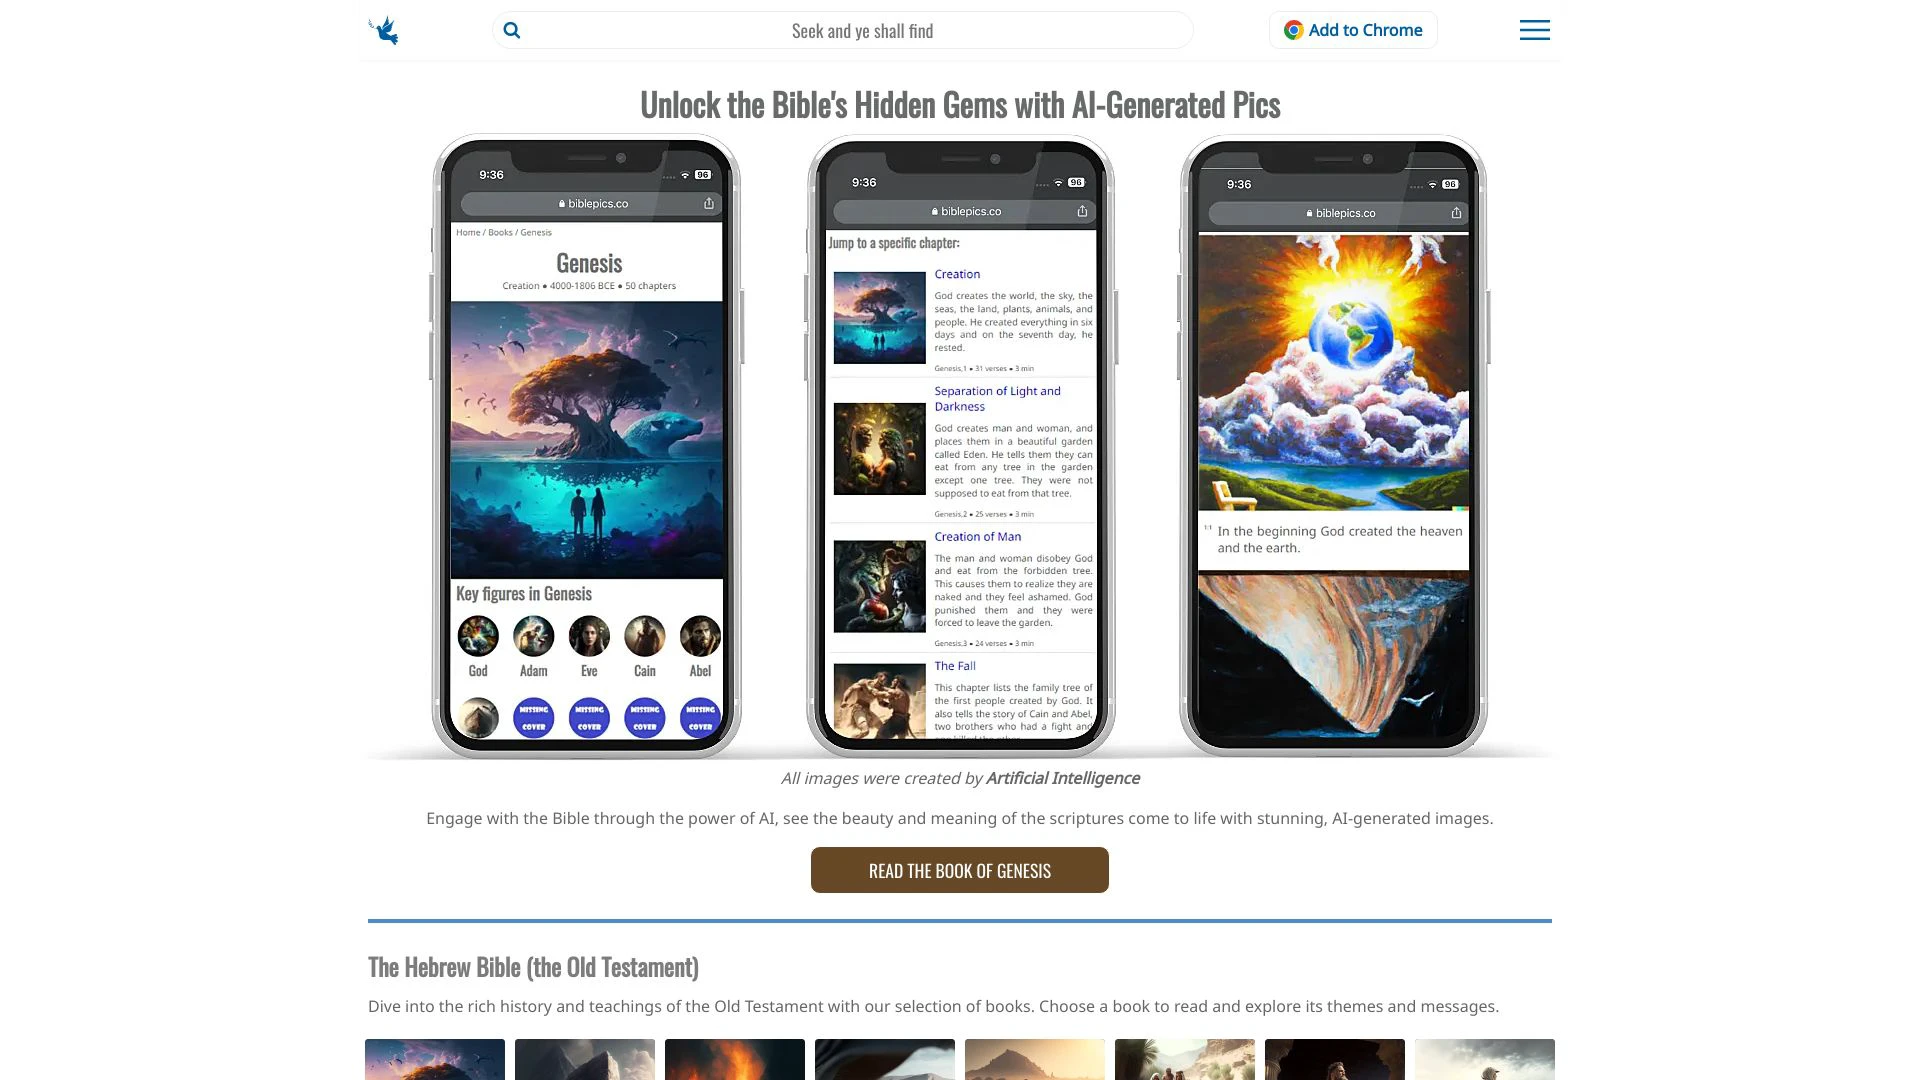 Seek and ye shall find
Add to Chrome
Unlock the Bible's Hidden Gems with AI-Generated Pics
9:36
96
biblepics.co
Home / Books / Genesis
Genesis
Creation • 4000-1806 BCE • 50 chapters
Key figures in Genesis
God
Adam
Eve
Cain
Abel
MISSING COVER
MISSING COVER
MISSING COVER
MISSING COVER
9:36
96
biblepics.co
Jump to a specific chapter:
Creation
God creates the world, the sky, the
seas, the land, plants, animals, and
people. He created everything in six
days and on the seventh day, he
rested.
Genesis,1 • 31 verses • 3 min
Separation of Light and
Darkness
God creates man and woman, and
places them in a beautiful garden
called Eden. He tells them they can
eat from any tree in the garden
except one tree. They were not
supposed to eat from that tree.
Genesis,2 • 25 verses • 3 min
Creation of Man
The man and woman disobey God
and eat from the forbidden tree.
This causes them to realize they are
naked and they feel ashamed. God
punished them and they were
forced to leave the garden.
Genesis,3 • 24 verses • 3 min
The Fall
This chapter lists the family tree of
the first people created by God. It
also tells the story of Cain and Abel,
two brothers who had a fight and
one killed the other.
9:36
96
biblepics.co
1:1 In the beginning God created the heaven
and the earth.
All images were created by Artificial Intelligence
Engage with the Bible through the power of AI, see the beauty and meaning of the scriptures come to life with stunning, AI-generated images.
READ THE BOOK OF GENESIS
The Hebrew Bible (the Old Testament)
Dive into the rich history and teachings of the Old Testament with our selection of books. Choose a book to read and explore its themes and messages.